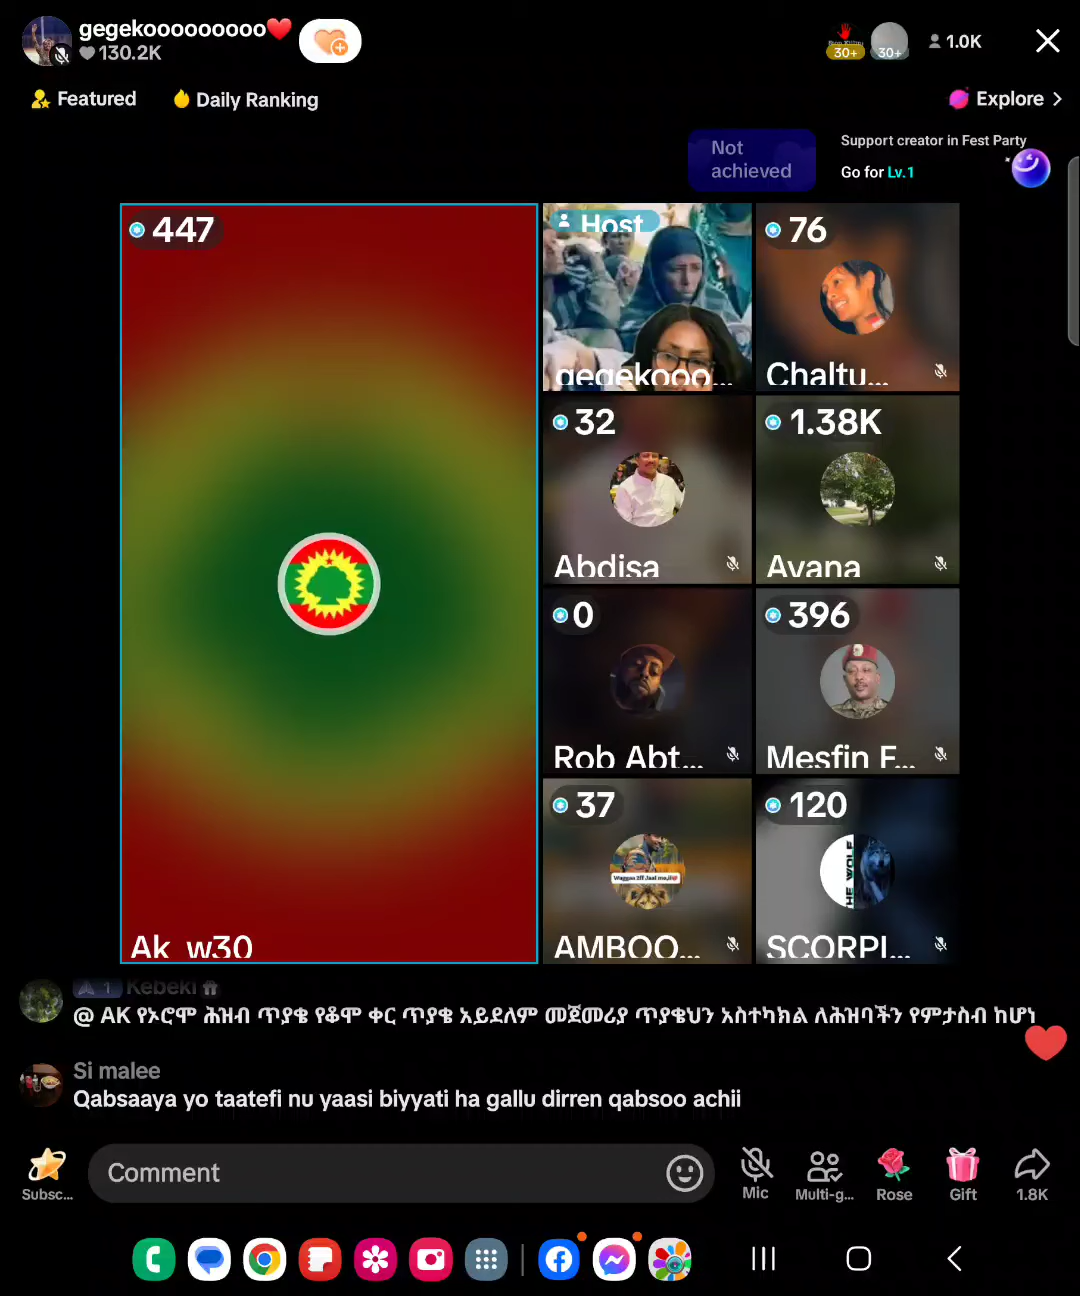 gegekooooooooo❤️
130.2K
30+
30+
1.0K
Featured
Daily Ranking
Explore >
Not achieved
Support creator in Fest Party
Go for Lv.1
447
Ak_w30
Host
gegekooo...
76
Chaltu...
32
Abdisa
1.38K
Ayana
0
Rob Abt...
396
Mesfin F...
37
AMBOO...
120
THE WOLF
SCORPI...
1 Kebeki
@ AK የኦሮሞ ሕዝብ ጥያቄ የቆሞ ቀር ጥያቄ አይደለም መጀመሪያ ጥያቄህን አስተካክል ለሕዝባችን የምታስብ ከሆነ
Si malee
Qabsaaya yo taatefi nu yaasi biyyati ha gallu dirren qabsoo achii
Subsc...
Comment
Mic
Multi-g...
Rose
Gift
1.8K